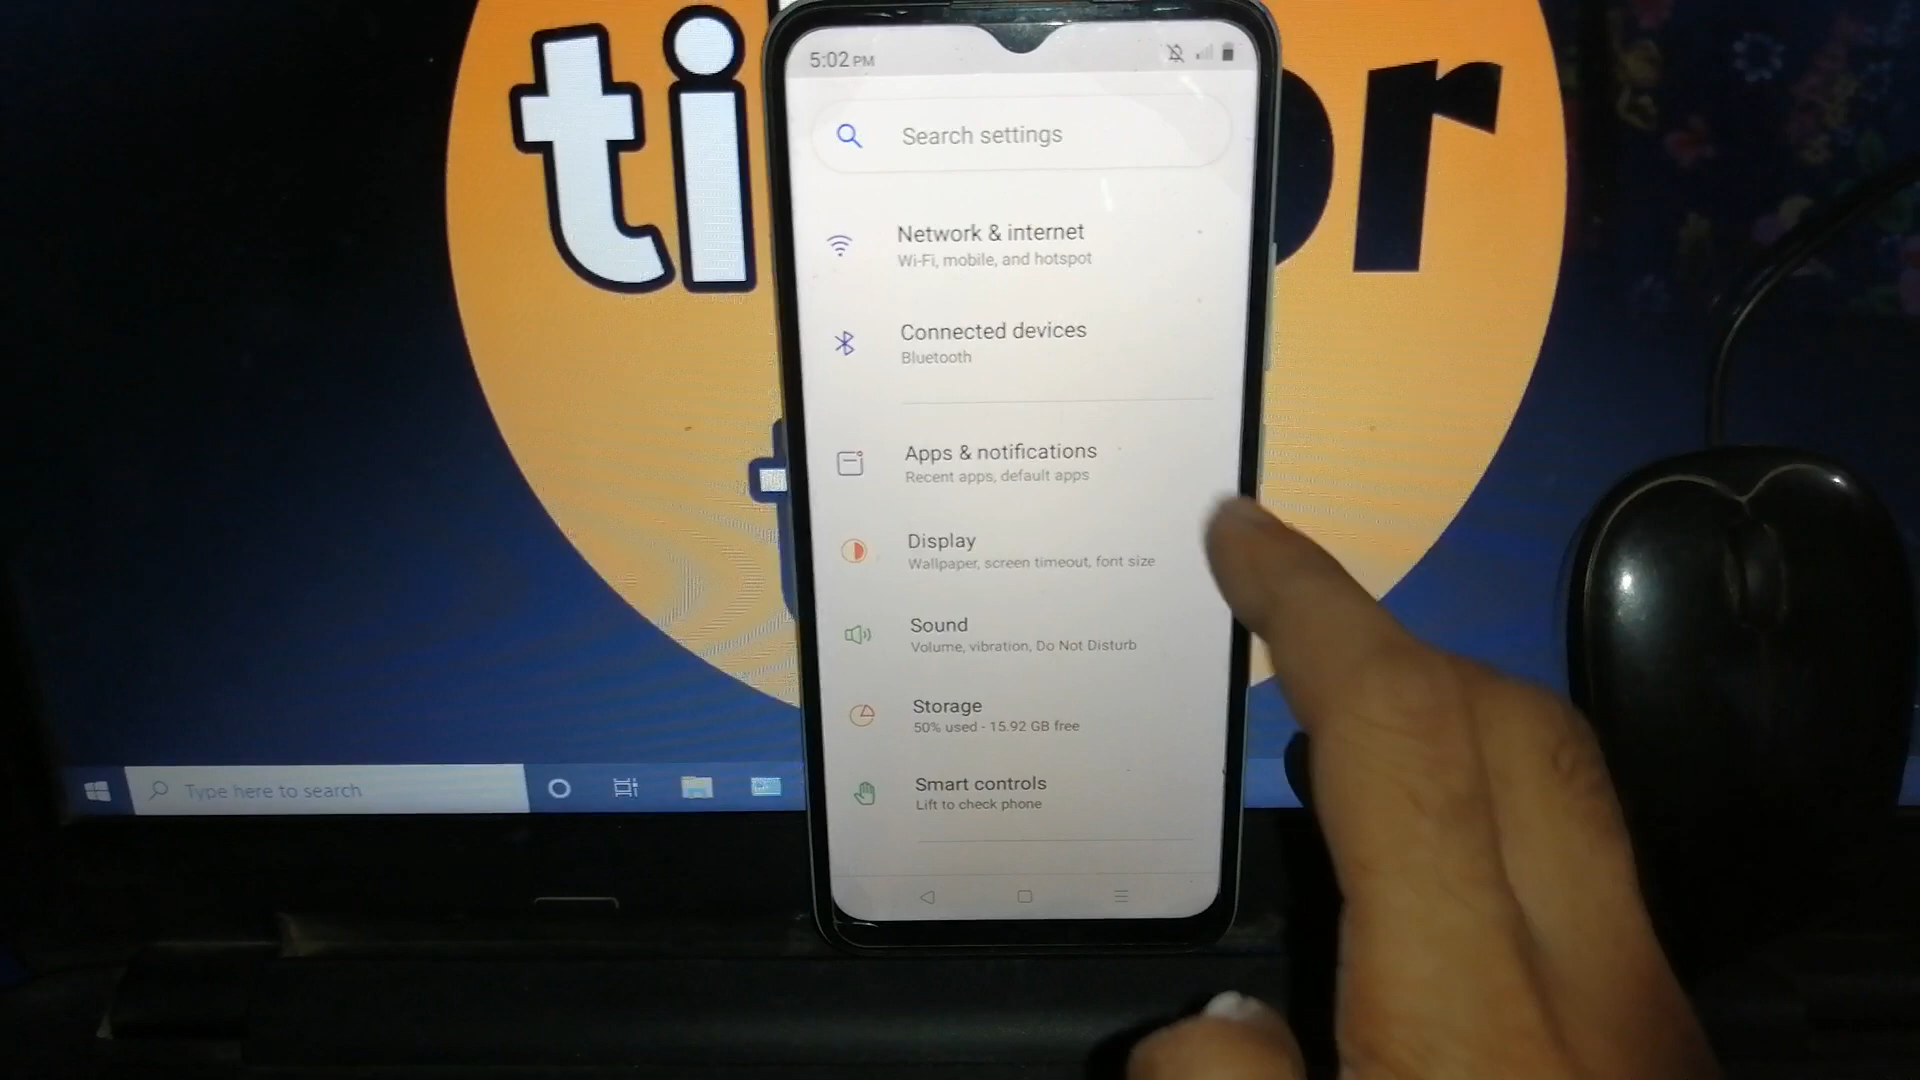 ti
r
5:02 PM
Search settings
Network & internet
Wi-Fi, mobile, and hotspot
Connected devices
Bluetooth
Apps & notifications
Recent apps, default apps
Display
Wallpaper, screen timeout, font size
Sound
Volume, vibration, Do Not Disturb
Storage
50% used - 15.92 GB free
Smart controls
Lift to check phone
Type here to search